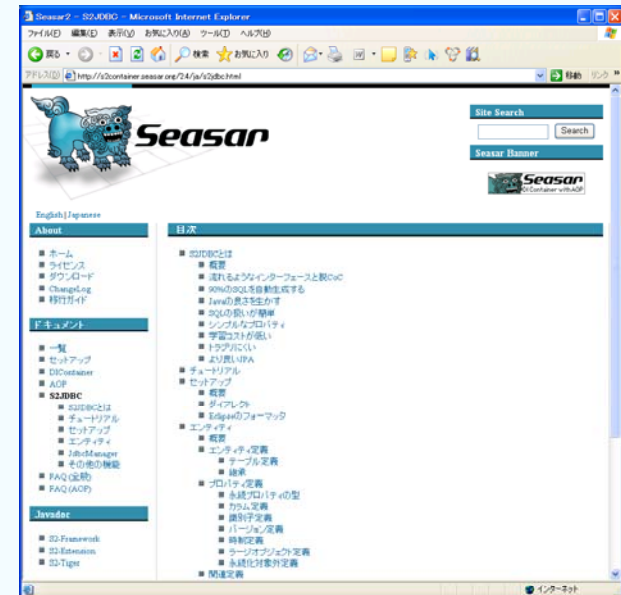 Seasar2 - S2JDBC - Microsoft Internet Explorer
ファイル(F) 編集(E) 表示(V) お気に入り(A) ツール(T) ヘルプ(H)
戻る 検索 お気に入り
アドレス(D) http://s2container.seasar.org/2.4/ja/s2jdbc.html 移動 リンク »
Seasar
Site Search
Search
Seasar Banner
Seasar
DI Container with AOP
English | Japanese
About
ホーム
ライセンス
ダウンロード
ChangeLog
移行ガイド
ドキュメント
一覧
セットアップ
DIContainer
AOP
S2JDBC
S2JDBCとは
チュートリアル
セットアップ
エンティティ
JdbcManager
その他の機能
FAQ (全般)
FAQ (AOP)
Javadoc
S2-Framework
S2-Extension
S2-Tiger
目次
S2JDBCとは
概要
流れるようなインターフェースと脱CoC
90%のSQLを自動生成する
Javaの良さを生かす
SQLの扱いが簡単
シンプルなプロパティ
学習コストが低い
トラブりにくい
より良いJPA
チュートリアル
セットアップ
概要
ダイアレクト
Eclipseのフォーマッタ
エンティティ
概要
エンティティ定義
テーブル定義
継承
プロパティ定義
永続プロパティの型
カラム定義
識別子定義
バージョン定義
時制定義
ラージオブジェクト定義
永続化対象外定義
関連定義
インターネット